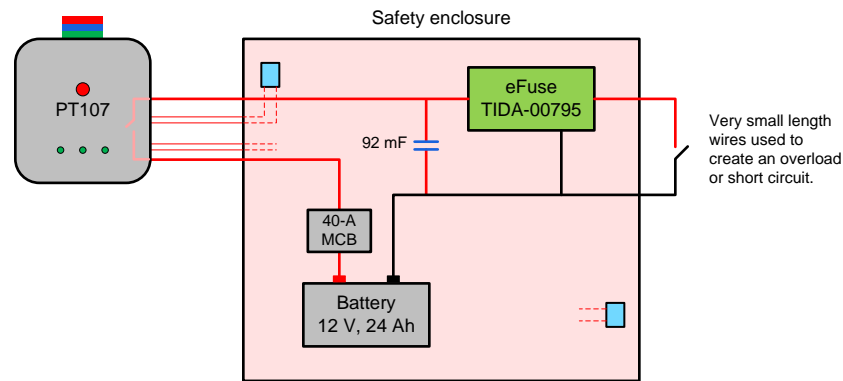 Safety enclosure
PT107
eFuse
TIDA-00795
92 mF
Very small length
wires used to
create an overload
or short circuit.
40-A
MCB
Battery
12 V, 24 Ah